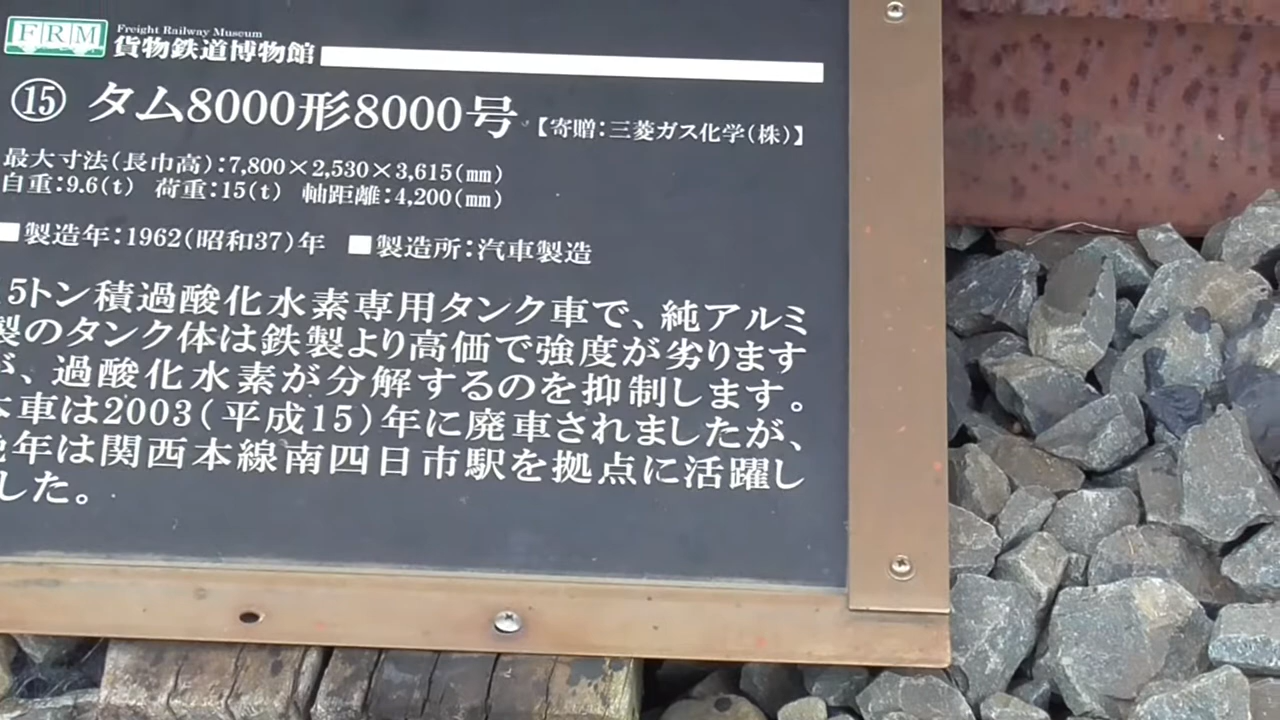 FRM Freight Railway Museum
貨物鉄道博物館
⑮ タム8000形8000号 【寄贈:三菱ガス化学(株)】
最大寸法(長巾高):7,800×2,530×3,615(㎜)
自重:9.6(t) 荷重:15(t) 軸距離:4,200(㎜)
■製造年:1962(昭和37)年 ■製造所:汽車製造
5トン積過酸化水素専用タンク車で、純アルミ
製のタンク体は鉄製より高価で強度が劣ります
が、過酸化水素が分解するのを抑制します。
本車は2003(平成15)年に廃車されましたが、
晩年は関西本線南四日市駅を拠点に活躍し
した。